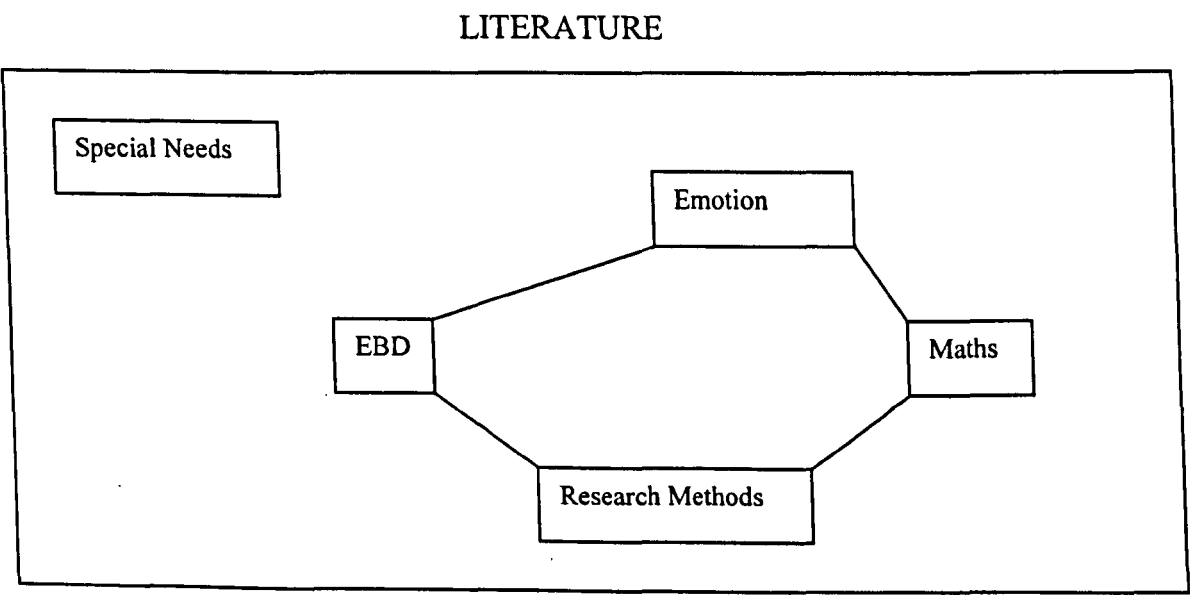 LITERATURE
Special Needs
Emotion
EBD
Maths
Research Methods